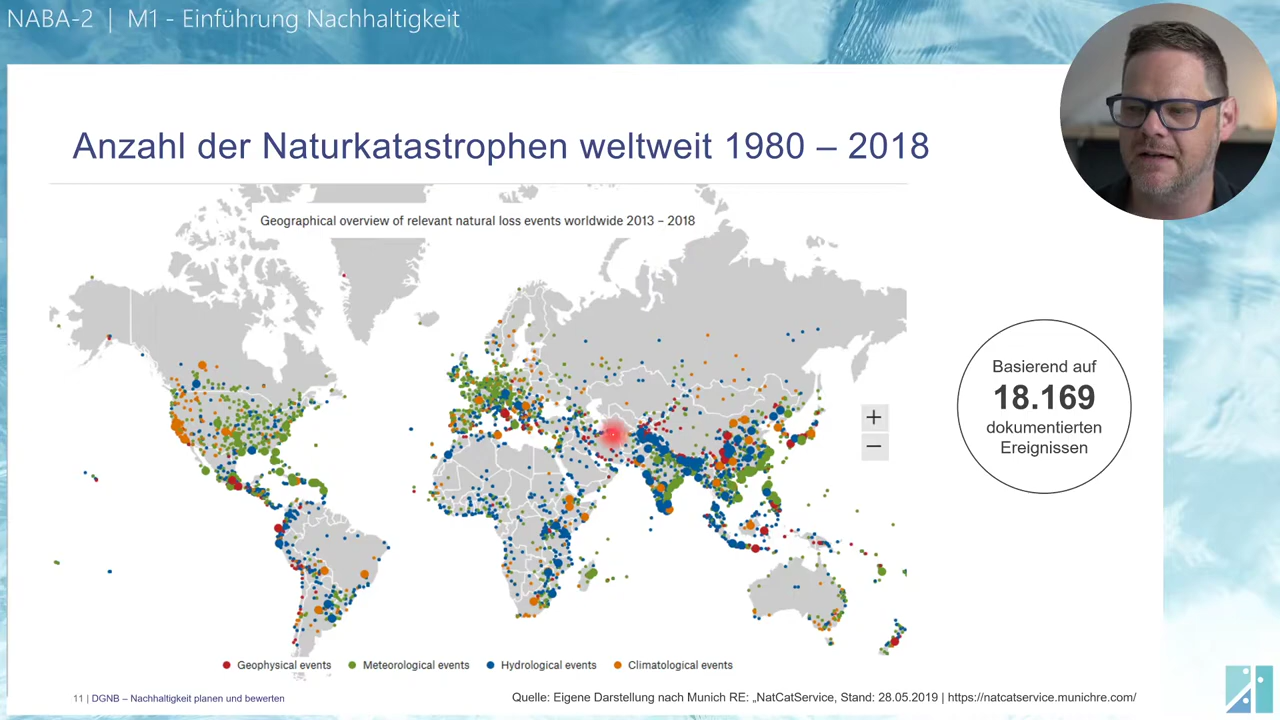 NABA-2 | M1 - Einführung Nachhaltigkeit
Anzahl der Naturkatastrophen weltweit 1980 – 2018
Geographical overview of relevant natural loss events worldwide 2013 – 2018
+
−
Basierend auf
18.169
dokumentierten
Ereignissen
Geophysical events Meteorological events Hydrological events Climatological events
11 | DGNB – Nachhaltigkeit planen und bewerten
Quelle: Eigene Darstellung nach Munich RE: „NatCatService, Stand: 28.05.2019 | https://natcatservice.munichre.com/